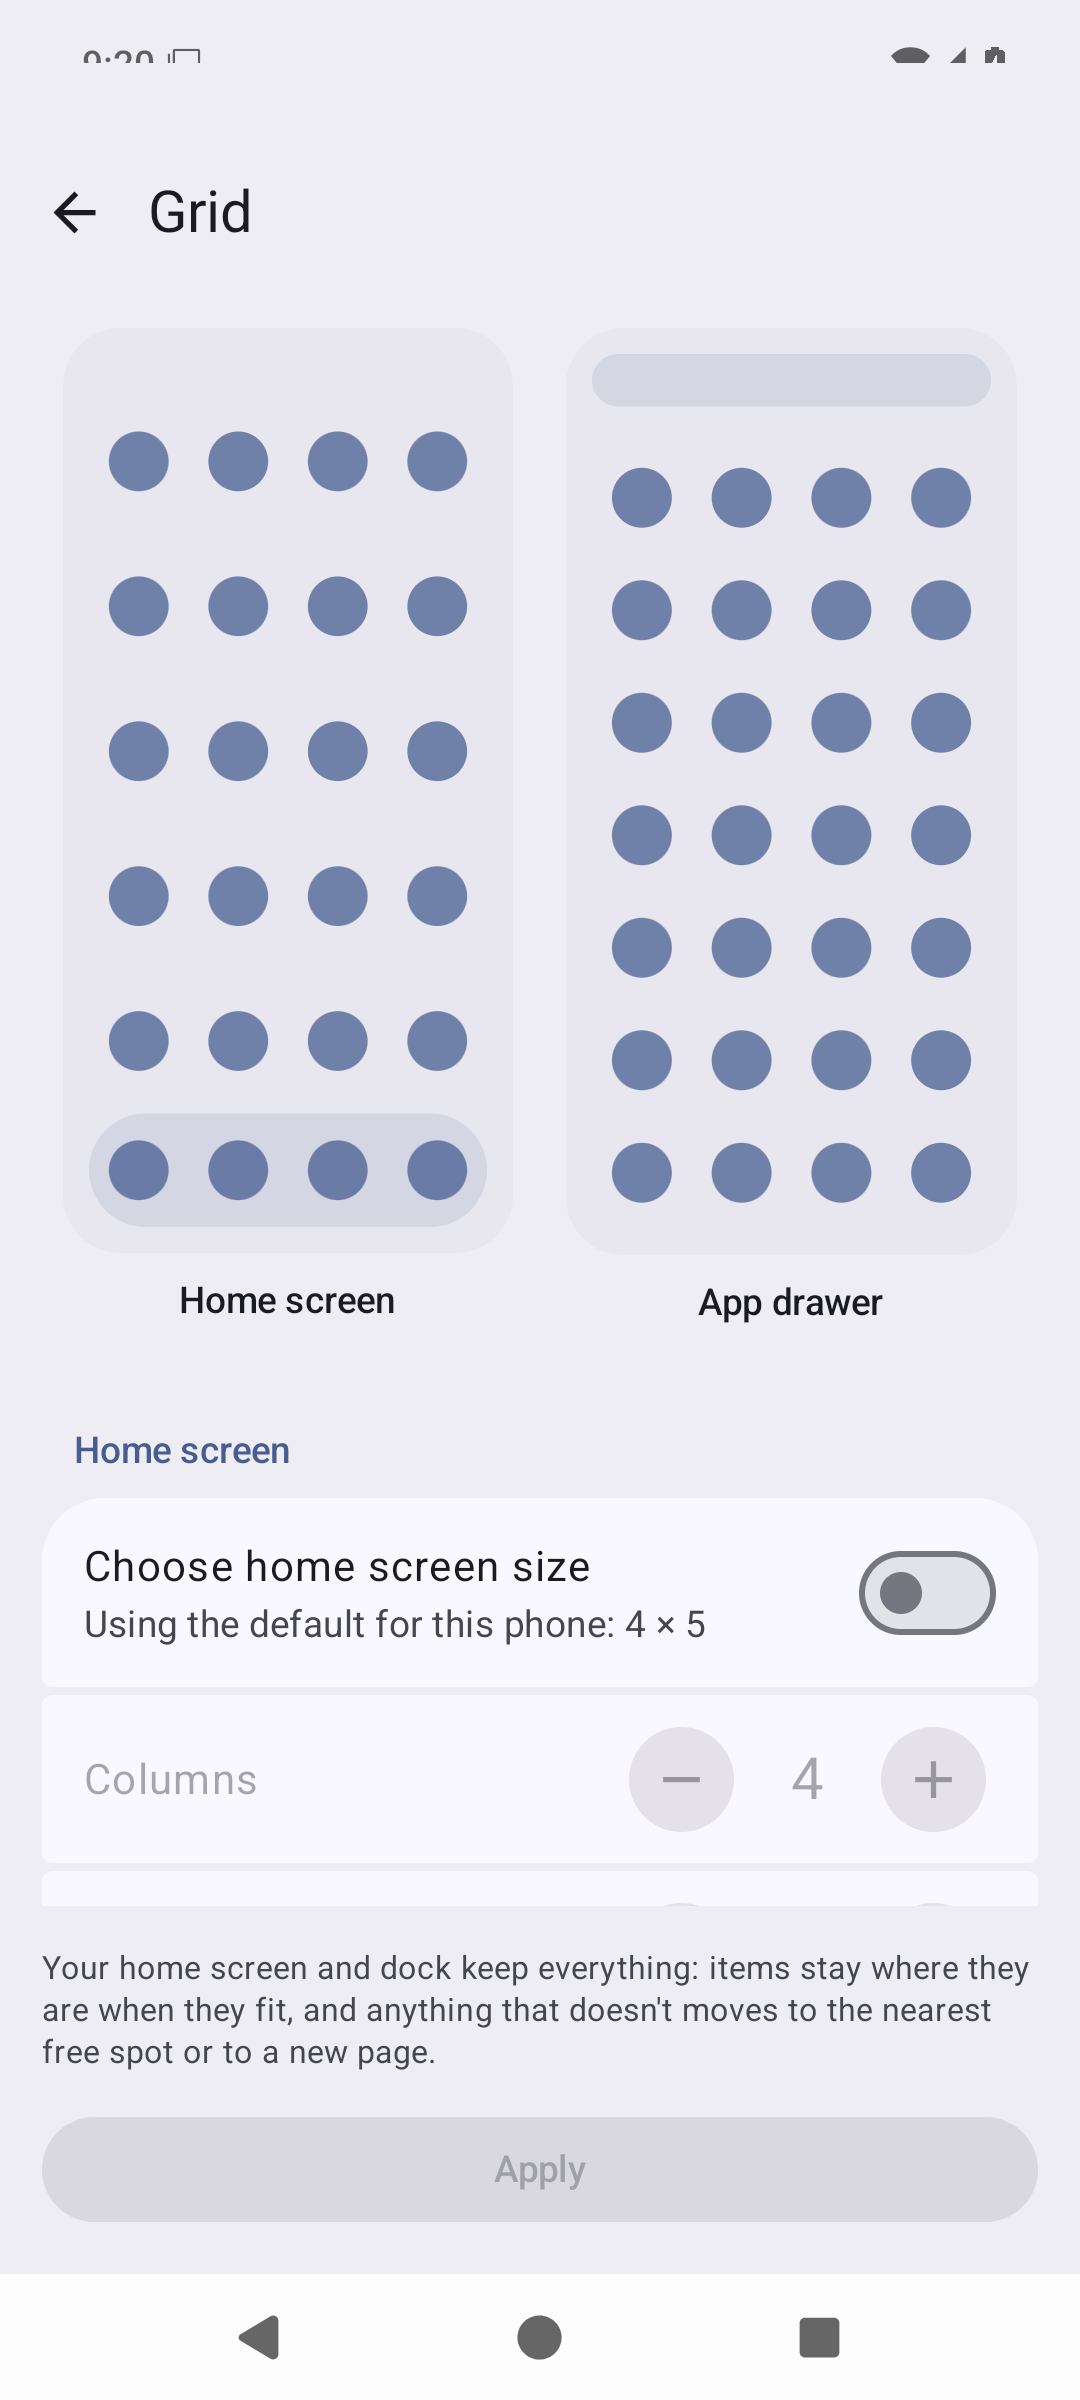 Grid
Home screen
App drawer
Home screen
Choose home screen size
Using the default for this phone: 4 × 5
Columns
4
Your home screen and dock keep everything: items stay where they
are when they fit, and anything that doesn't moves to the nearest
free spot or to a new page.
Apply